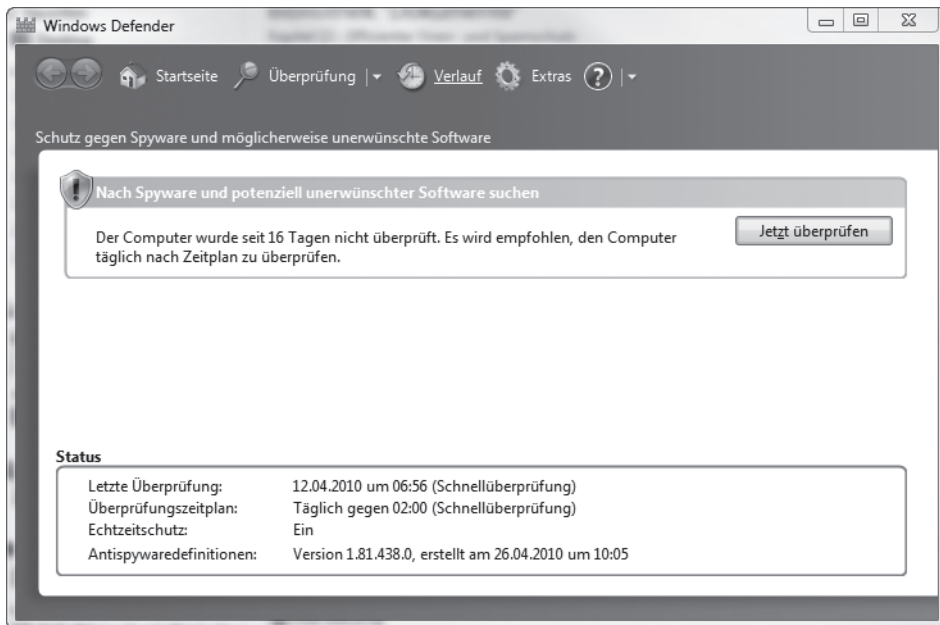 Windows Defender
Startseite Überprüfung Verlauf Extras ?
Schutz gegen Spyware und möglicherweise unerwünschte Software
Nach Spyware und potenziell unerwünschter Software suchen
Der Computer wurde seit 16 Tagen nicht überprüft. Es wird empfohlen, den Computer
täglich nach Zeitplan zu überprüfen.
Jetzt überprüfen
Status
Letzte Überprüfung: 12.04.2010 um 06:56 (Schnellüberprüfung)
Überprüfungszeitplan: Täglich gegen 02:00 (Schnellüberprüfung)
Echtzeitschutz: Ein
Antispywaredefinitionen: Version 1.81.438.0, erstellt am 26.04.2010 um 10:05